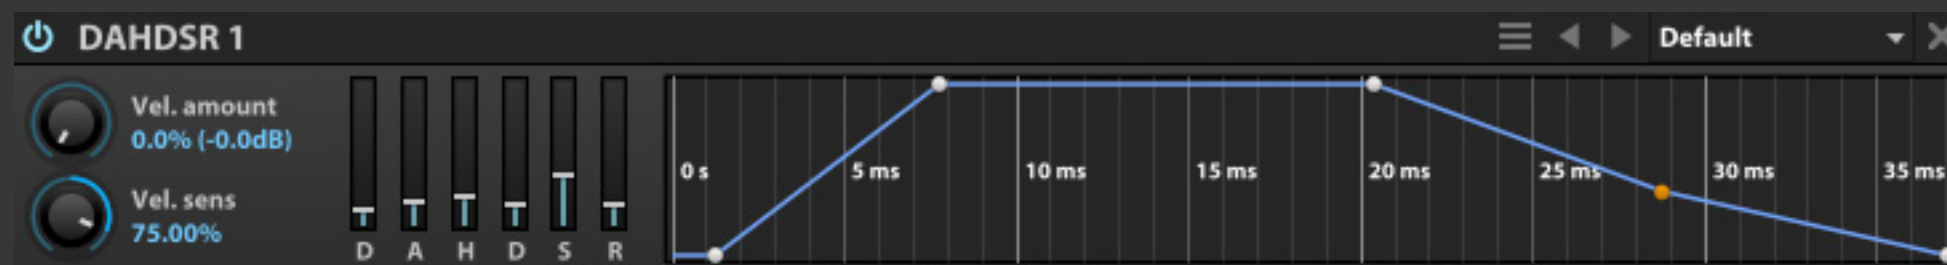 DAHDSR 1
Default
Vel. amount
0.0% (-0.0dB)
Vel. sens
75.00%
D A H D S R
0 s 5 ms 10 ms 15 ms 20 ms 25 ms 30 ms 35 ms